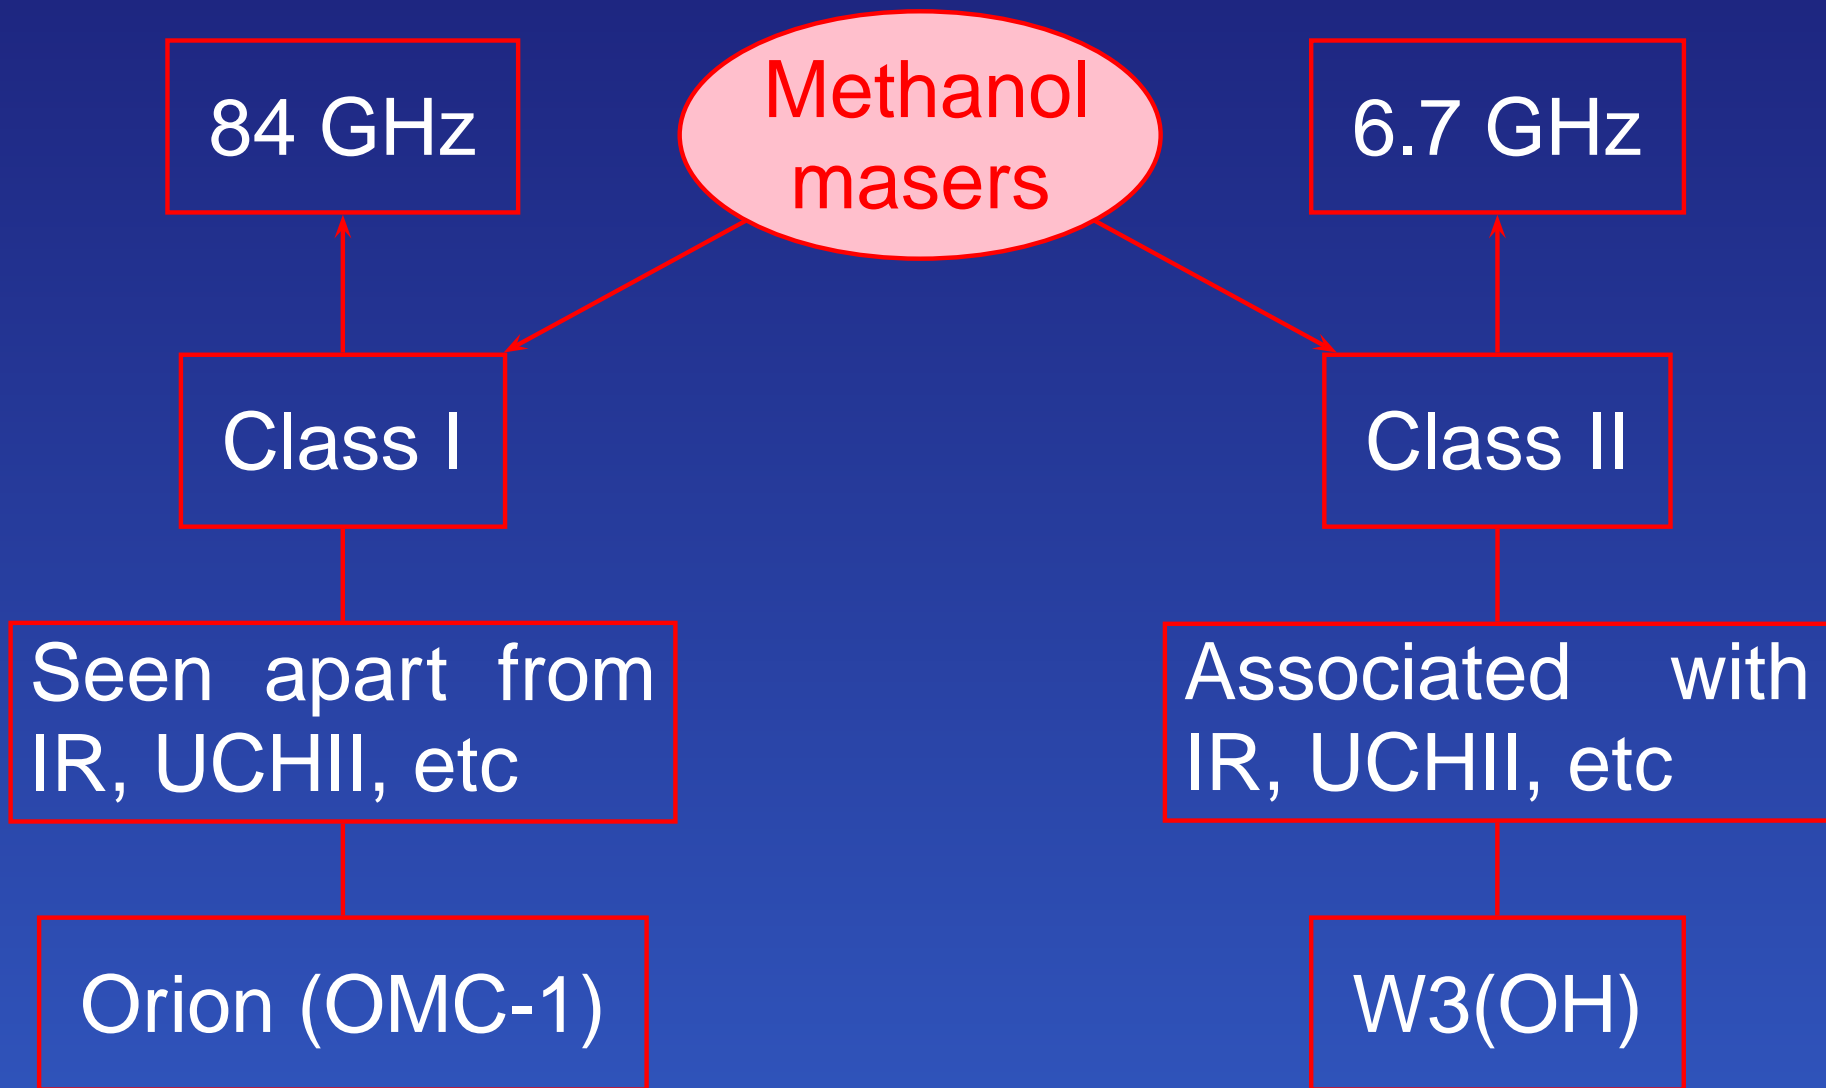 Methanol
masers
84 GHz
6.7 GHz
Class I
Class II
Seen apart from
IR, UCHII, etc
Associated with
IR, UCHII, etc
Orion (OMC-1)
W3(OH)